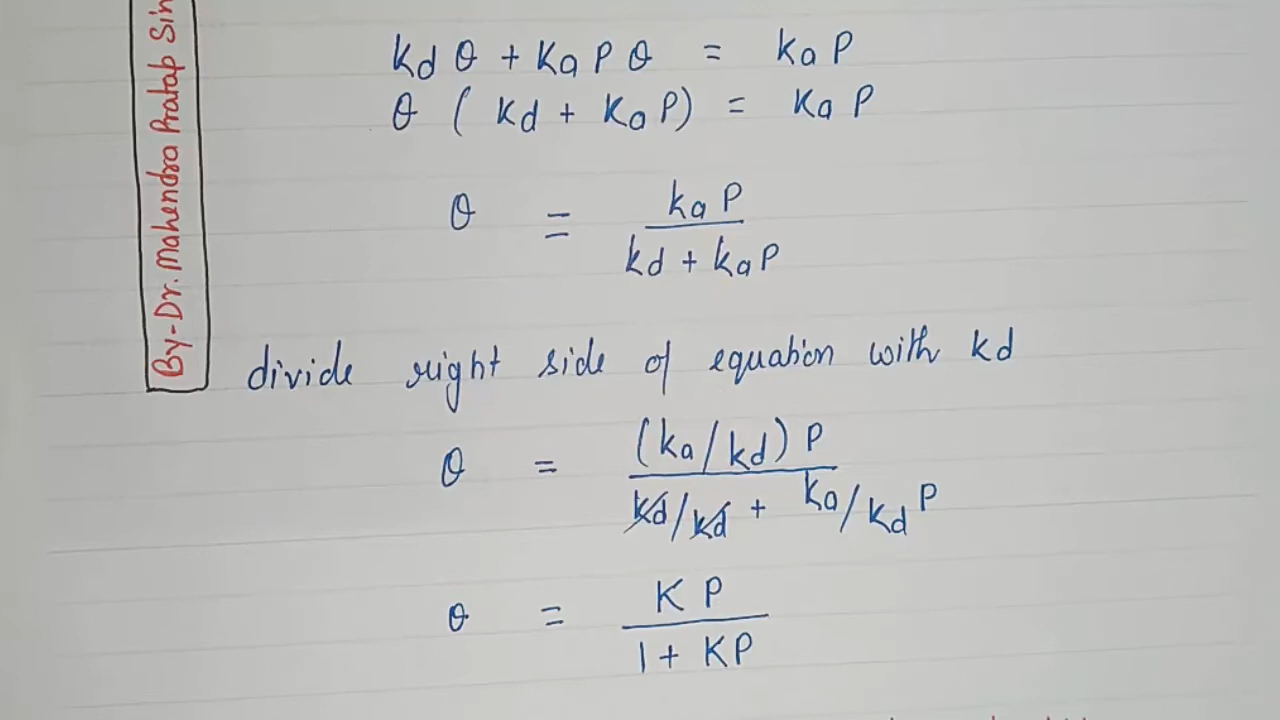 By-Dr. Mahendra Pratap Sin
kd θ + ka P θ = ka P
θ ( kd + ka P) = ka P
θ = ka P / kd + ka P
divide right side of equation with kd
θ = (ka/kd) P / kd/kd + ka/kd P
θ = K P / 1 + KP